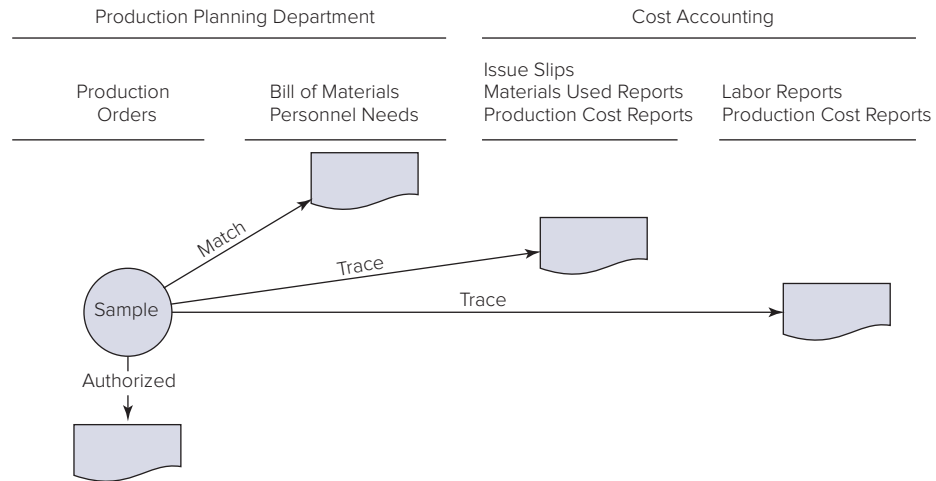 Production Planning Department
Cost Accounting
Production
Orders
Bill of Materials
Personnel Needs
Issue Slips
Materials Used Reports
Production Cost Reports
Labor Reports
Production Cost Reports
Match
Trace
Trace
Sample
Authorized